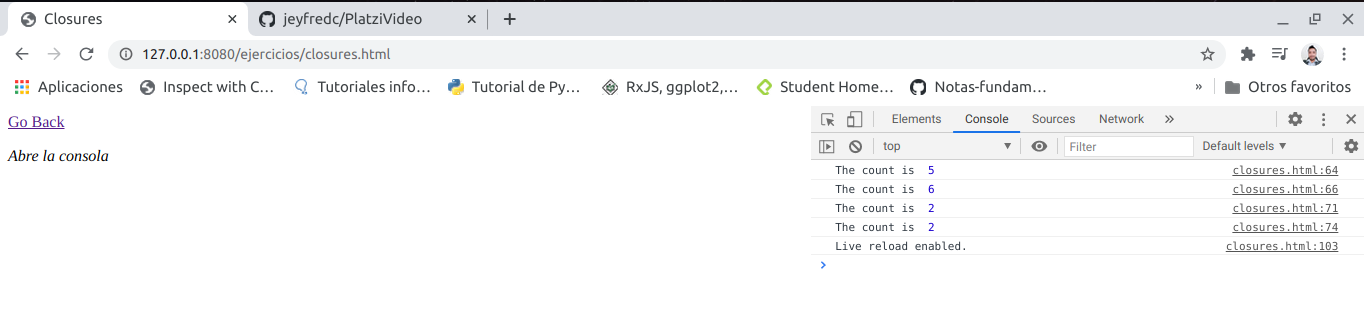 Closures
jeyfredc/PlatziVideo
127.0.0.1:8080/ejercicios/closures.html
Aplicaciones
Inspect with C…
Tutoriales info…
Tutorial de Py…
RxJS, ggplot2,…
Student Home…
Notas-fundam…
»
Otros favoritos
Go Back
Abre la consola
Elements Console Sources Network »
top Filter Default levels
The count is 5 closures.html:64
The count is 6 closures.html:66
The count is 2 closures.html:71
The count is 2 closures.html:74
Live reload enabled. closures.html:103